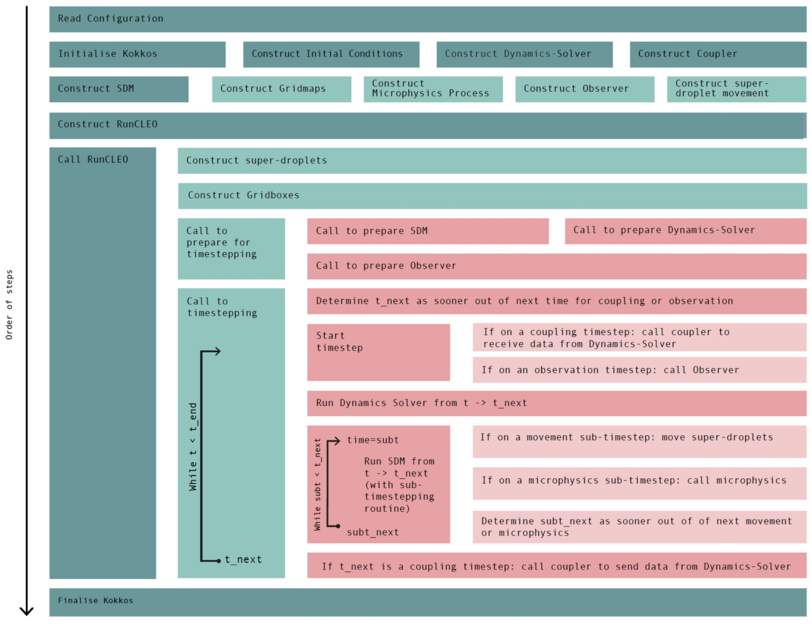 Read Configuration
Initialise Kokkos
Construct Initial Conditions
Construct Dynamics-Solver
Construct Coupler
Construct SDM
Construct Gridmaps
Construct
Microphysics Process
Construct Observer
Construct super-
droplet movement
Construct RunCLEO
Call RunCLEO
Construct super-droplets
Construct Gridboxes
Call to
prepare for
timestepping
Call to prepare SDM
Call to prepare Dynamics-Solver
Call to prepare Observer
Order of steps
Call to
timestepping
While t < t_end
t_next
Determine t_next as sooner out of next time for coupling or observation
Start
timestep
If on a coupling timestep: call coupler to
receive data from Dynamics-Solver
If on an observation timestep: call Observer
Run Dynamics Solver from t -> t_next
While subt < t_next
time=subt
Run SDM from
t -> t_next
(with sub-
timestepping
routine)
subt_next
If on a movement sub-timestep: move super-droplets
If on a microphysics sub-timestep: call microphysics
Determine subt_next as sooner out of of next movement
or microphysics
If t_next is a coupling timestep: call coupler to send data from Dynamics-Solver
Finalise Kokkos